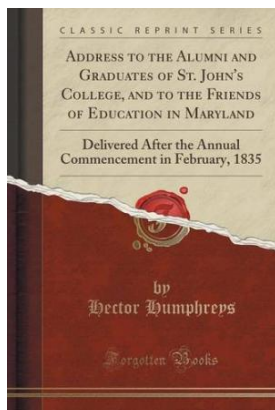 CLASSIC REPRINT SERIES
ADDRESS TO THE ALUMNI AND
GRADUATES OF ST. JOHN'S
COLLEGE, AND TO THE FRIENDS
OF EDUCATION IN MARYLAND
Delivered After the Annual
Commencement in February, 1835
by
Hector Humphreys
Forgotten Books